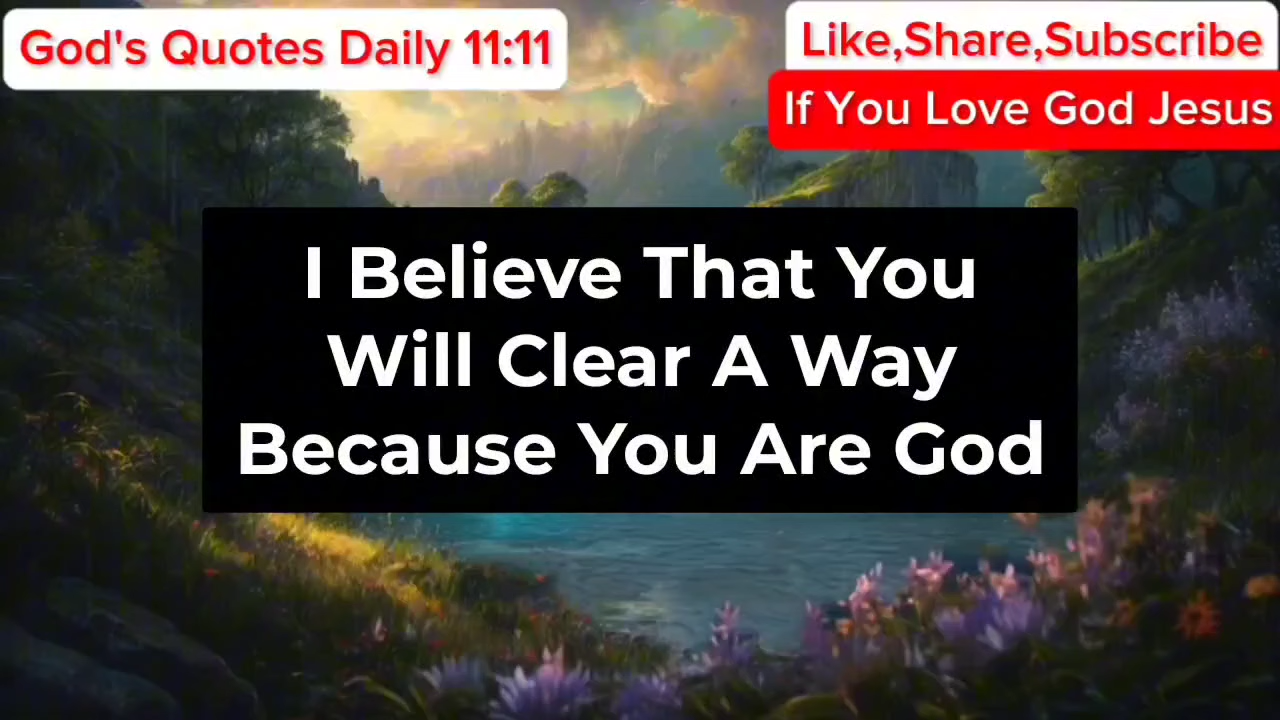 God's Quotes Daily 11:11
Like,Share,Subscribe
If You Love God Jesus
I Believe That You
Will Clear A Way
Because You Are God